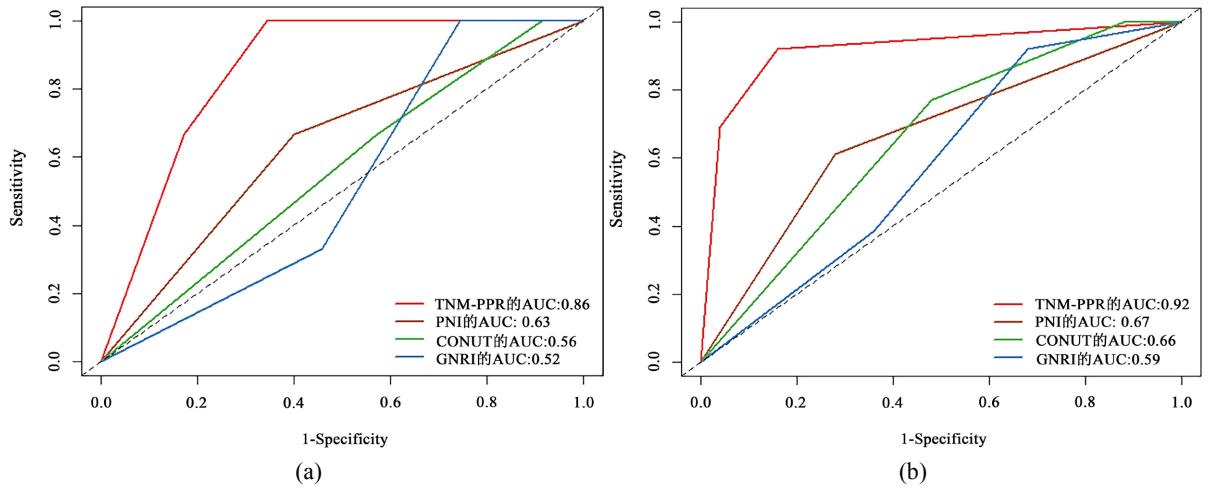 1.0
0.8
0.6
0.4
0.2
0.0
Sensitivity
TNM-PPR的AUC:0.86
PNI的AUC: 0.63
CONUT的AUC:0.56
GNRI的AUC:0.52
0.0 0.2 0.4 0.6 0.8 1.0
1-Specificity
(a)
1.0
0.8
0.6
0.4
0.2
0.0
Sensitivity
TNM-PPR的AUC:0.92
PNI的AUC: 0.67
CONUT的AUC:0.66
GNRI的AUC:0.59
0.0 0.2 0.4 0.6 0.8 1.0
1-Specificity
(b)